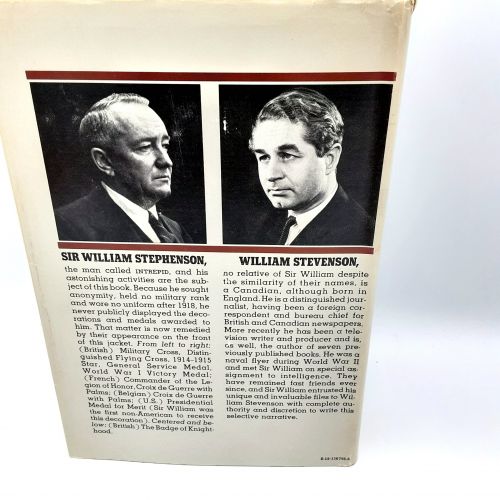 SIR WILLIAM STEPHENSON,
the man called INTREPID, and his
astonishing activities are the sub-
ject of this book. Because he sought
anonymity, held no military rank
and wore no uniform after 1918, he
never publicly displayed the deco-
rations and medals awarded to
him. That matter is now remedied
by their appearance on the front
of this jacket. From left to right:
(British) Military Cross, Distin-
guished Flying Cross, 1914-1915
Star, General Service Medal,
World War I Victory Medal;
(French) Commander of the Le-
gion of Honor, Croix de Guerre with
Palms; (Belgian) Croix de Guerre
with Palms; (U.S.) Presidential
Medal for Merit (Sir William was
the first non-American to receive
this decoration). Centered and be-
low: (British) The Badge of Knight-
hood.
WILLIAM STEVENSON,
no relative of Sir William despite
the similarity of their names, is
a Canadian, although born in
England. He is a distinguished jour-
nalist, having been a foreign cor-
respondent and bureau chief for
British and Canadian newspapers.
More recently he has been a tele-
vision writer and producer and is,
as well, the author of seven pre-
viously published books. He was a
naval flyer during World War II
and met Sir William on special as-
signment to intelligence. They
have remained fast friends ever
since, and Sir William entrusted his
unique and invaluable files to Wil-
liam Stevenson with complete au-
thority and discretion to write this
selective narrative.